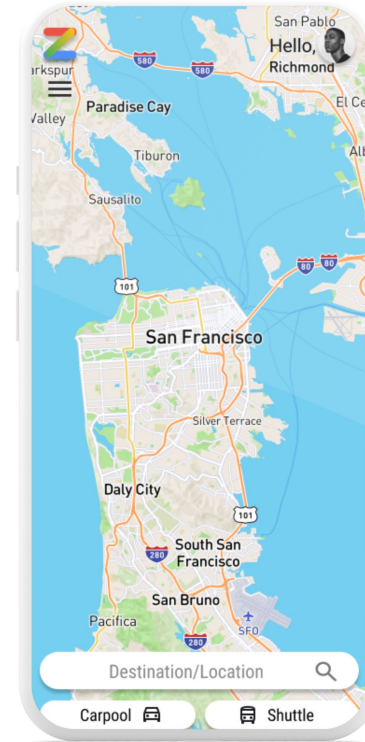 San Pablo
Hello,
580
580
Richmond
arkspur
El Ce
Paradise Cay
Valley
Tiburon
Alb
Sausalito
80
80
101
San Francisco
Silver Terrace
Daly City
101
South San
Francisco
280
San Bruno
Pacifica
SFO
280
Destination/Location
Carpool
Shuttle